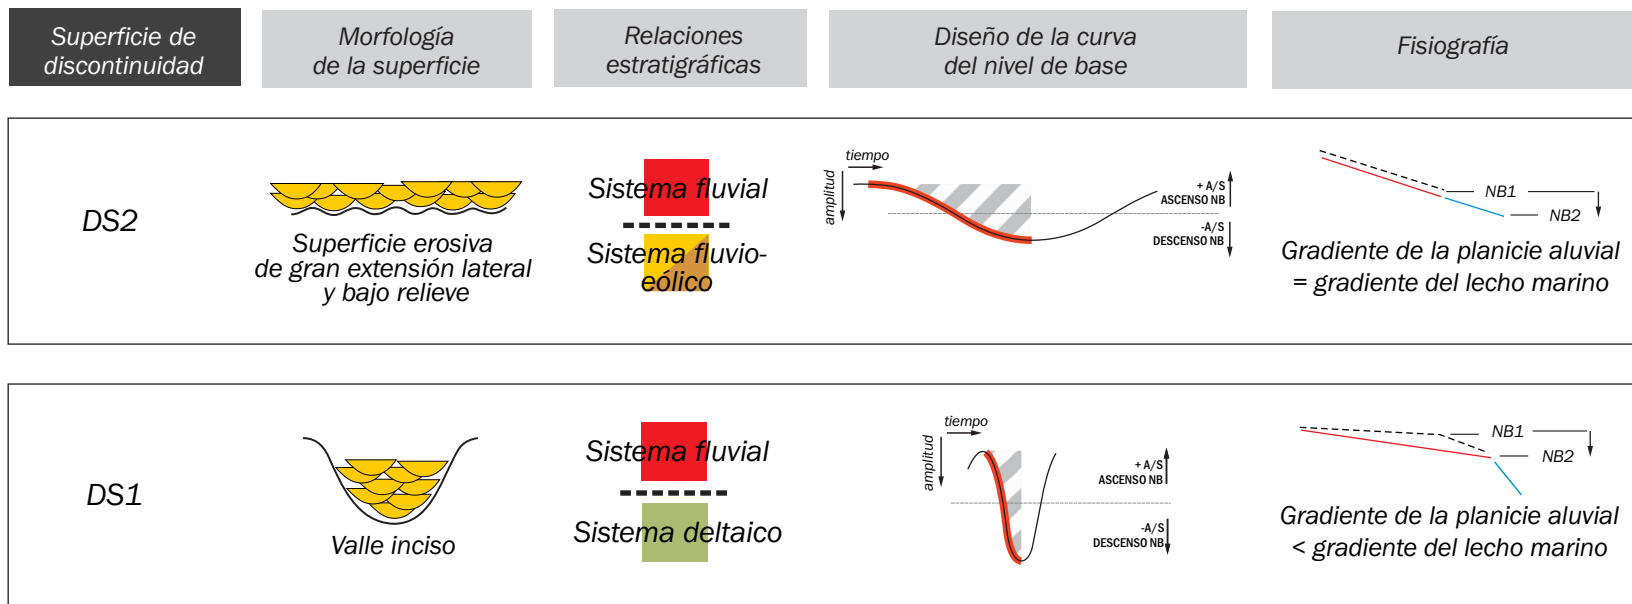 Superficie de
discontinuidad
Morfología
de la superficie
Relaciones
estratigráficas
Diseño de la curva
del nivel de base
Fisiografía
DS2
Superficie erosiva
de gran extensión lateral
y bajo relieve
Sistema fluvial
Sistema fluvio-
eólico
tiempo
amplitud
+ A/S
ASCENSO NB
-A/S
DESCENSO NB
NB1
NB2
Gradiente de la planicie aluvial
= gradiente del lecho marino
DS1
Valle inciso
Sistema fluvial
Sistema deltaico
tiempo
amplitud
+ A/S
ASCENSO NB
-A/S
DESCENSO NB
NB1
NB2
Gradiente de la planicie aluvial
< gradiente del lecho marino